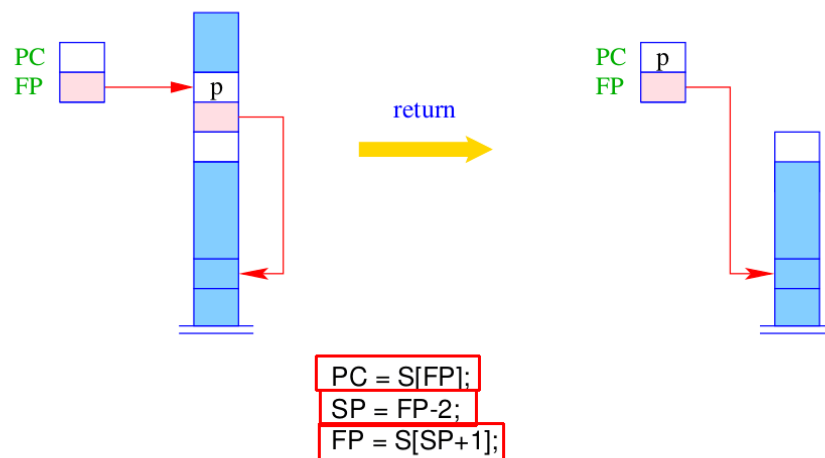 PC
FP
p
return
PC
FP
p
PC = S[FP];
SP = FP-2;
FP = S[SP+1];